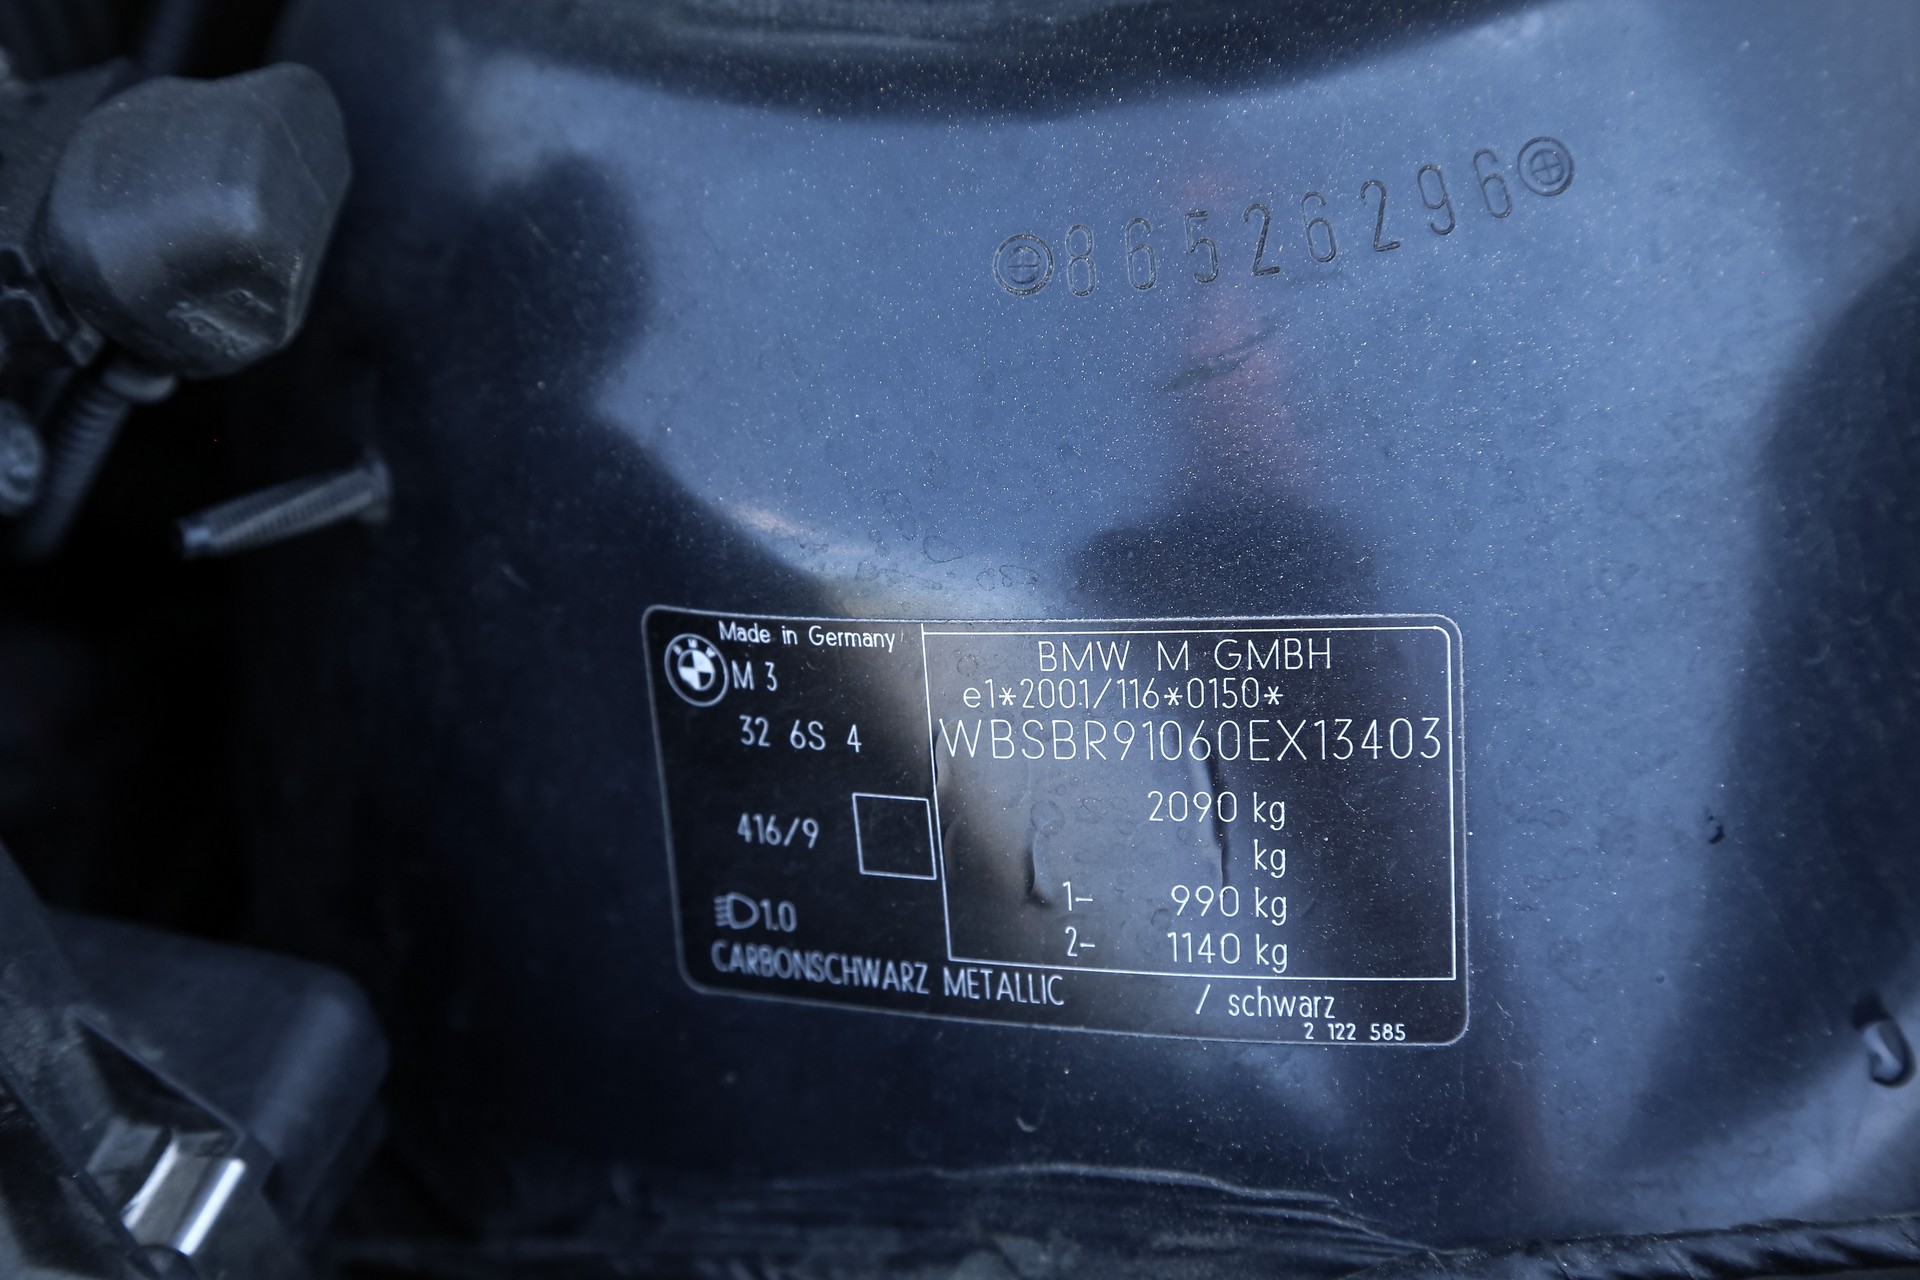 86526296
Made in Germany
M 3
32 6S 4
416/9
1.0
CARBONSCHWARZ METALLIC / schwarz
2 122 585
BMW M GMBH
e1*2001/116*0150*
WBSBR91060EX13403
2090 kg
kg
1- 990 kg
2- 1140 kg